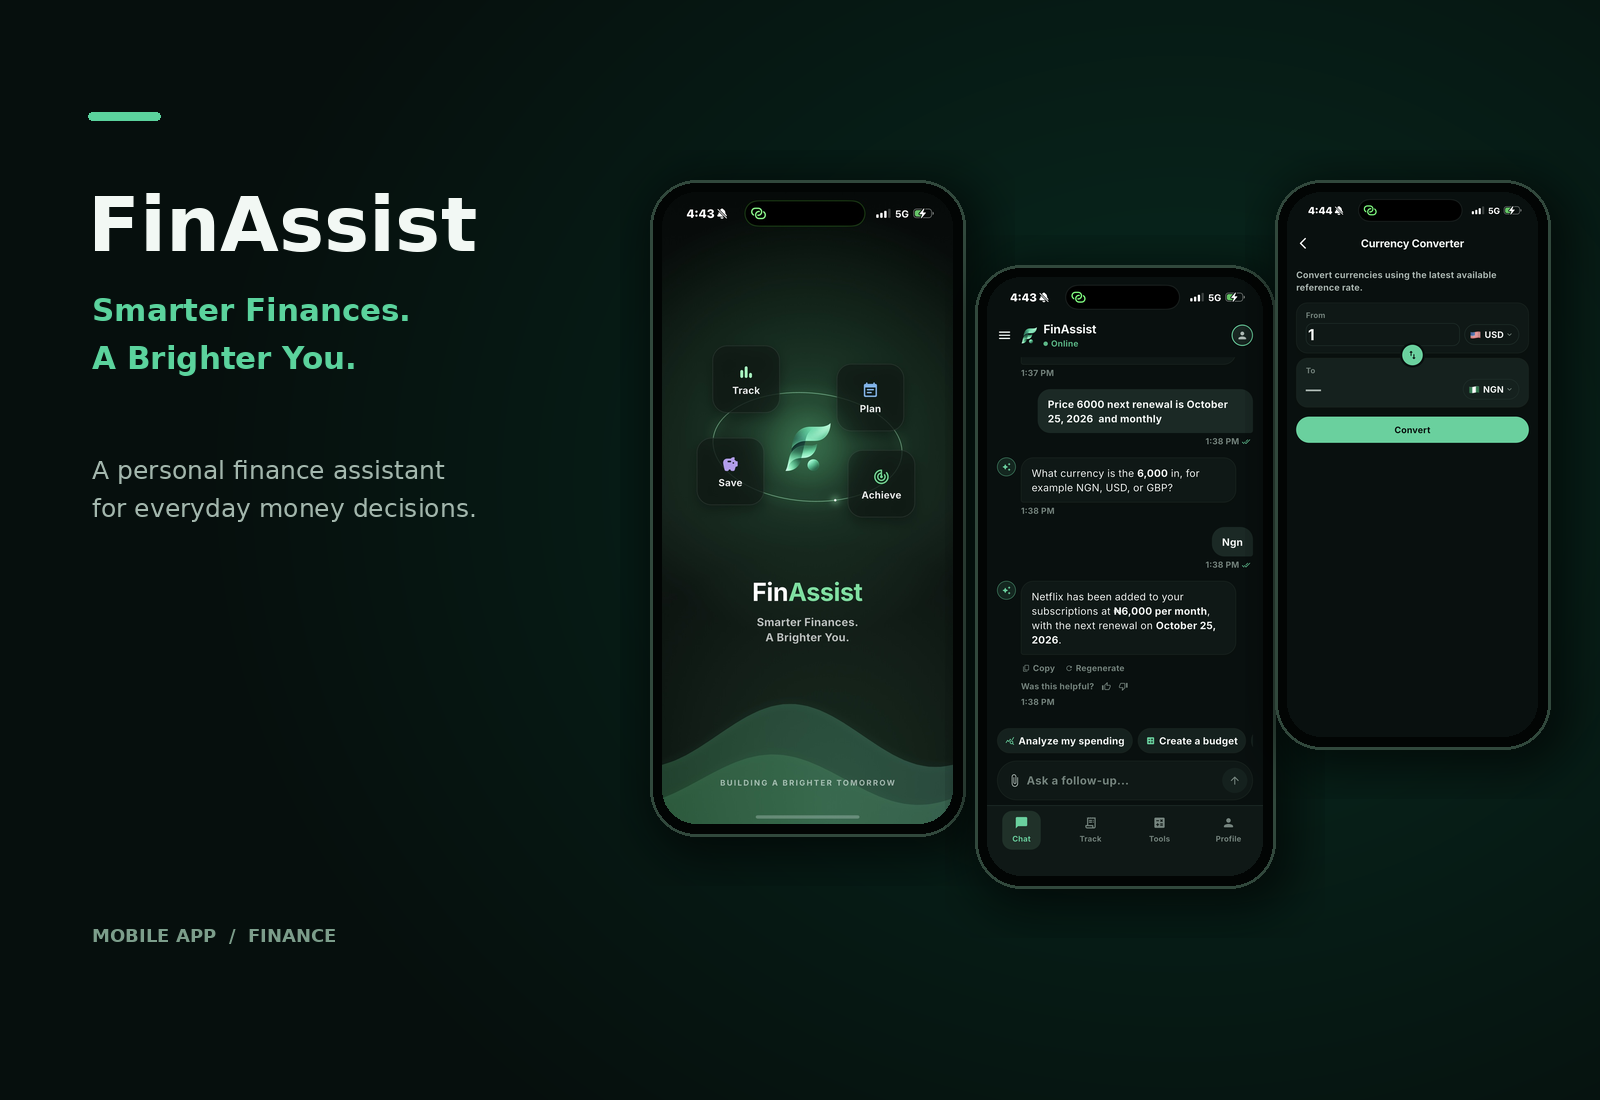 FinAssist
Smarter Finances.
A Brighter You.
A personal finance assistant
for everyday money decisions.
MOBILE APP / FINANCE
4:43
5G
Track
Plan
Save
Achieve
FinAssist
Smarter Finances.
A Brighter You.
BUILDING A BRIGHTER TOMORROW
4:43
5G
FinAssist
Online
1:37 PM
Price 6000 next renewal is October
25, 2026 and monthly
1:38 PM
What currency is the 6,000 in, for
example NGN, USD, or GBP?
1:38 PM
Ngn
1:38 PM
Netflix has been added to your
subscriptions at ₦6,000 per month,
with the next renewal on October 25,
2026.
Copy Regenerate
Was this helpful?
1:38 PM
Analyze my spending
Create a budget
Ask a follow-up...
Chat Track Tools Profile
4:44
5G
Currency Converter
Convert currencies using the latest available
reference rate.
From
1
USD
To
—
NGN
Convert